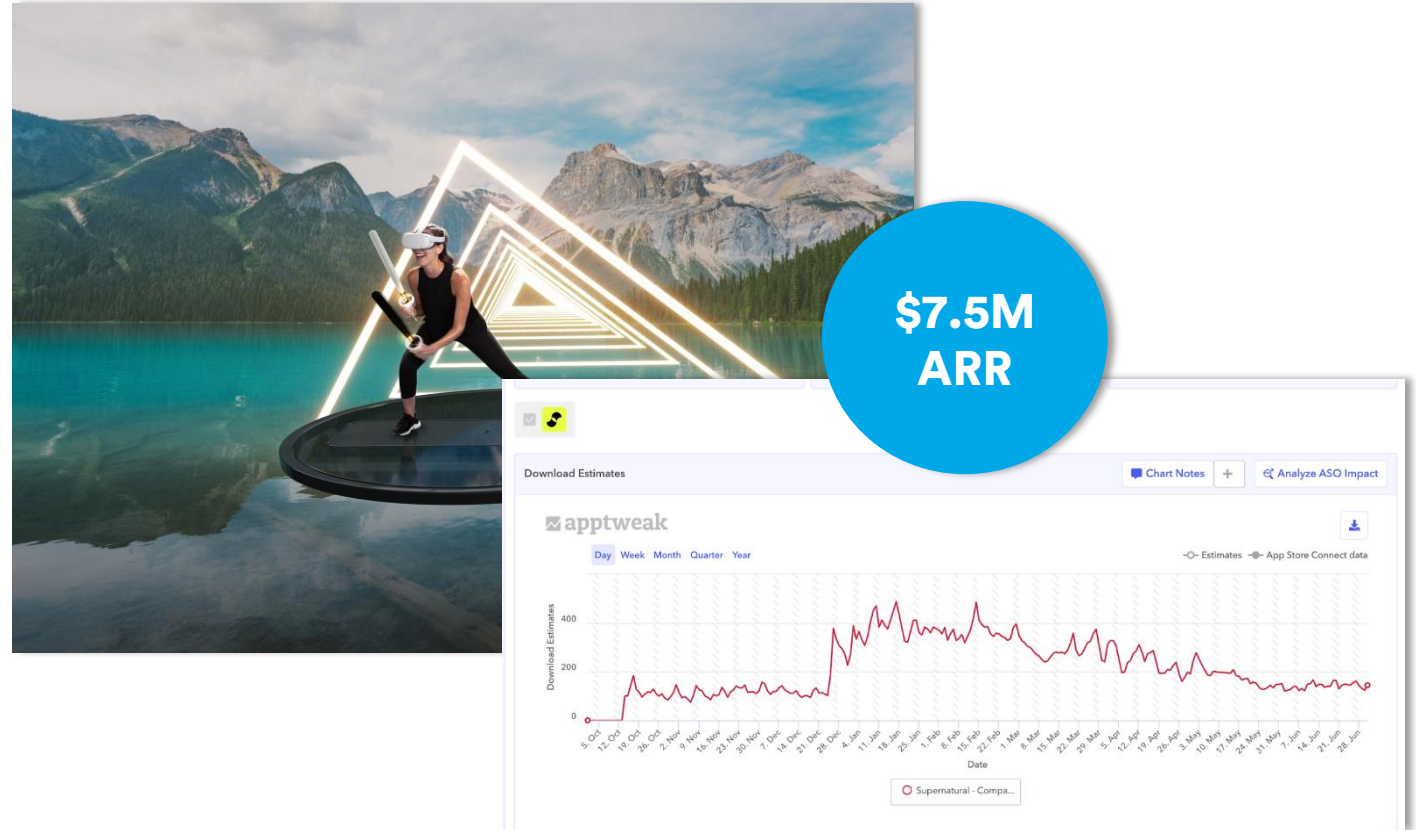 $7.5M
ARR
Download Estimates
Chart Notes
+
Analyze ASO Impact
apptweak
Day Week Month Quarter Year
Estimates
App Store Connect data
Download Estimates
400
200
0
5. Oct
12. Oct
19. Oct
26. Oct
2. Nov
9. Nov
16. Nov
23. Nov
30. Nov
7. Dec
14. Dec
21. Dec
28. Dec
4. Jan
11. Jan
18. Jan
25. Jan
1. Feb
8. Feb
15. Feb
22. Feb
1. Mar
8. Mar
15. Mar
22. Mar
29. Mar
5. Apr
12. Apr
19. Apr
26. Apr
3. May
10. May
17. May
24. May
31. May
7. Jun
14. Jun
21. Jun
28. Jun
Date
Supernatural - Compa...